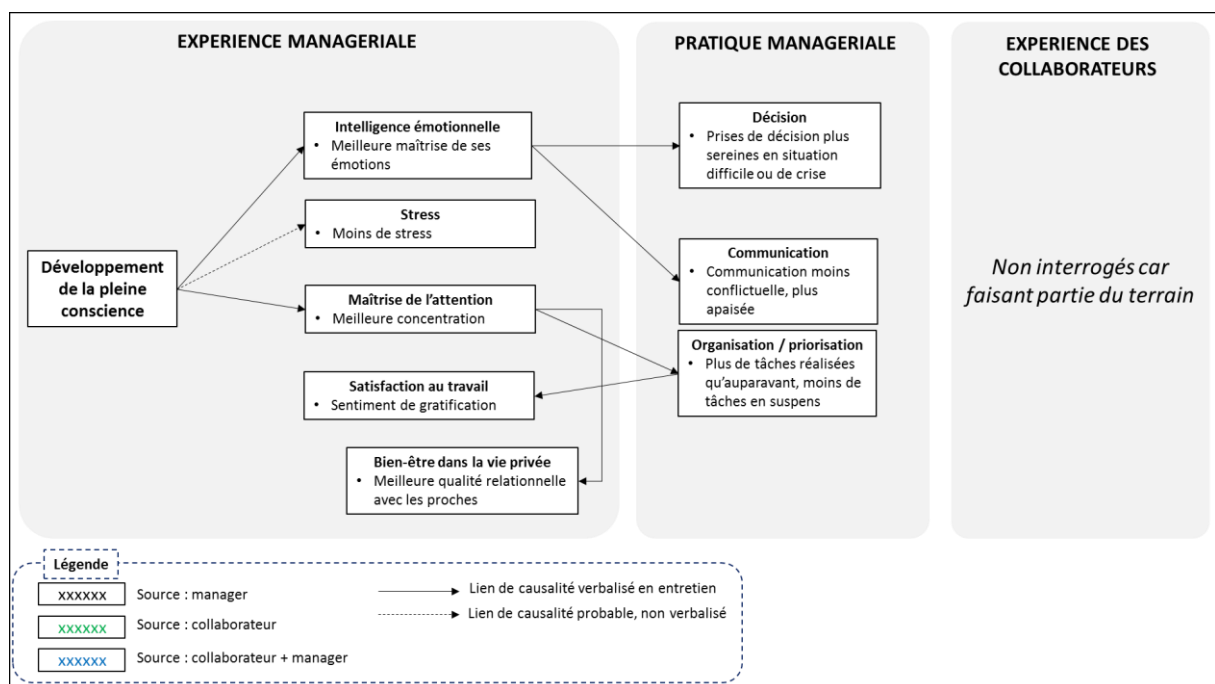 EXPERIENCE MANAGERIALE
PRATIQUE MANAGERIALE
EXPERIENCE DES
COLLABORATEURS
Développement
de la pleine
conscience
Intelligence émotionnelle
• Meilleure maîtrise de ses
émotions
Stress
• Moins de stress
Maîtrise de l'attention
• Meilleure concentration
Satisfaction au travail
• Sentiment de gratification
Bien-être dans la vie privée
• Meilleure qualité relationnelle
avec les proches
Décision
• Prises de décision plus
sereines en situation
difficile ou de crise
Communication
• Communication moins
conflictuelle, plus
apaisée
Organisation / priorisation
• Plus de tâches réalisées
qu'auparavant, moins de
tâches en suspens
Non interrogés car
faisant partie du terrain
Légende
xxxxxx Source : manager
xxxxxx Source : collaborateur
xxxxxx Source : collaborateur + manager
Lien de causalité verbalisé en entretien
Lien de causalité probable, non verbalisé